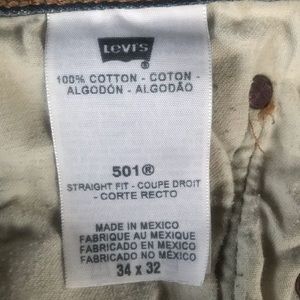 Levi's
®
100% COTTON - COTON -
ALGODÓN - ALGODÃO
501®
STRAIGHT FIT - COUPE DROIT
- CORTE RECTO
MADE IN MEXICO
FABRIQUE AU MEXIQUE
FABRICADO EN MEXICO
FABRICADO NO MÉXICO
34 x 32